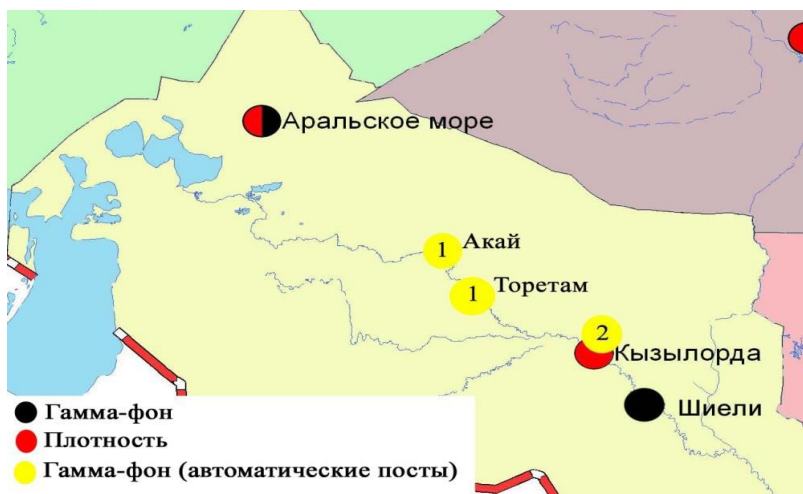 Аральское море
1 Акай
1 Торетам
2
Кызылорда
Шиели
Гамма-фон
Плотность
Гамма-фон (автоматические посты)